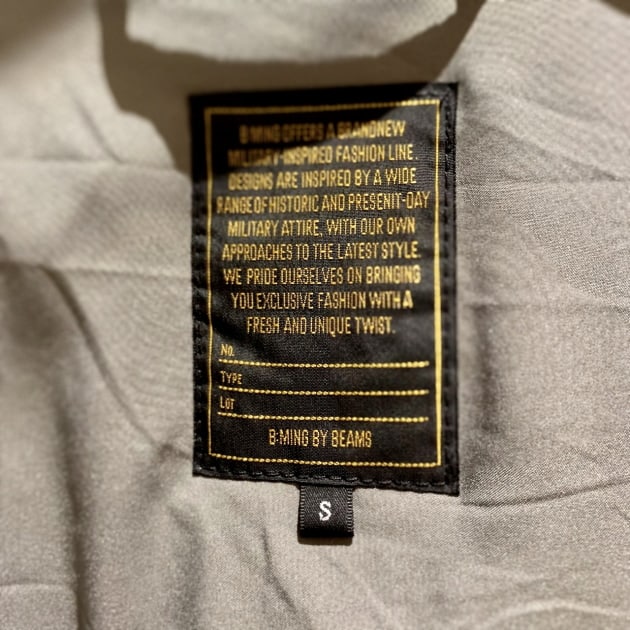 B:MING OFFERS A BRANDNEW
MILITARY-INSPIRED FASHION LINE.
DESIGNS ARE INSPIRED BY A WIDE
RANGE OF HISTORIC AND PRESENIT-DAY
MILITARY ATTIRE, WITH OUR OWN
APPROACHES TO THE LATEST STYLE.
WE PRIDE OURSELVES ON BRINGING
YOU EXCLUSIVE FASHION WITH A
FRESH AND UNIQUE TWIST.
No.
TYPE
LOT
B:MING BY BEAMS
S